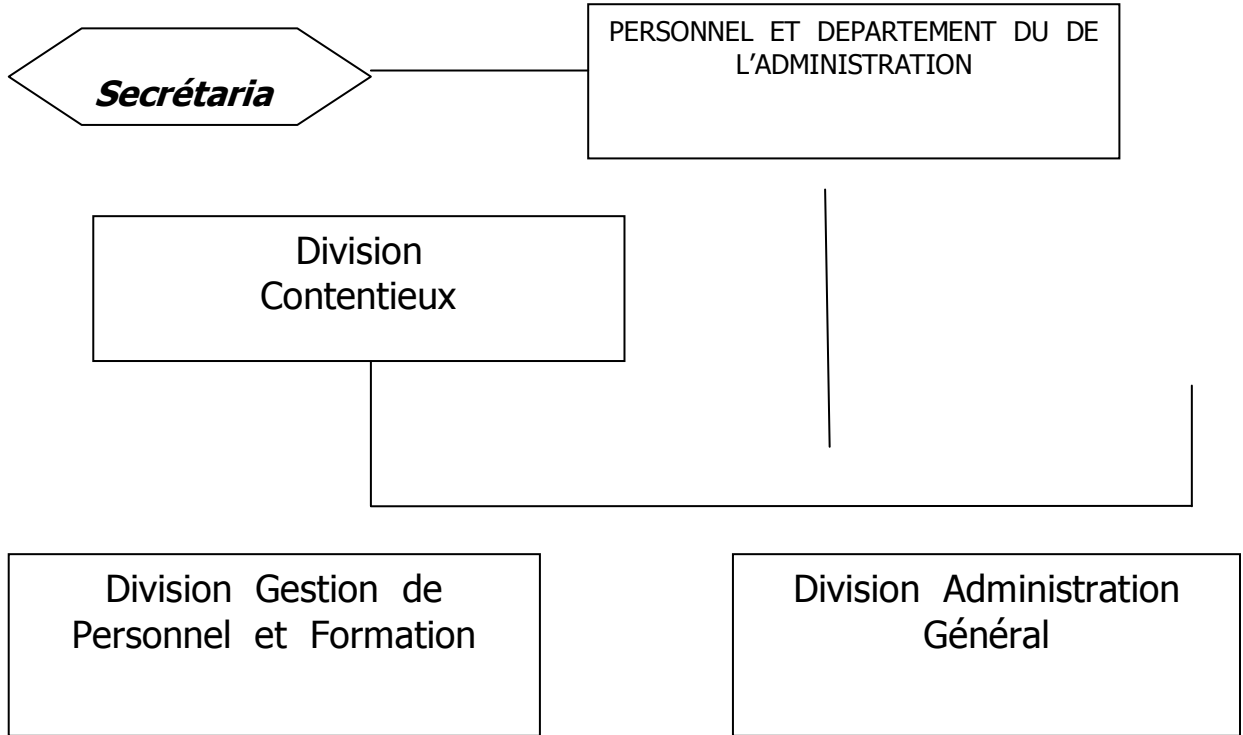 PERSONNEL ET DEPARTEMENT DU DE
L’ADMINISTRATION
Secrétaria
Division
Contentieux
Division Gestion de
Personnel et Formation
Division Administration
Général